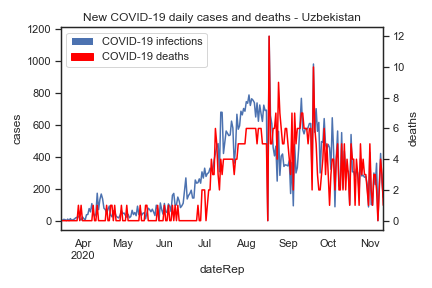 New COVID-19 daily cases and deaths - Uzbekistan
COVID-19 infections
COVID-19 deaths
cases
1200
1000
800
600
400
200
0
deaths
12
10
8
6
4
2
0
Apr May Jun Jul Aug Sep Oct Nov
2020
dateRep